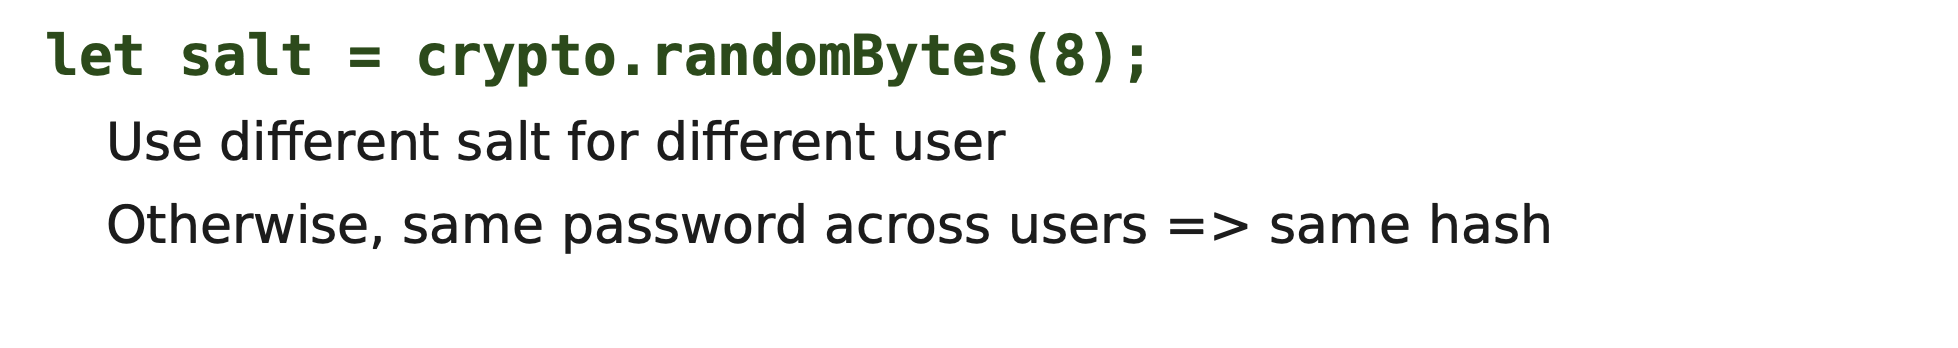 let salt = crypto.randomBytes(8);
Use different salt for different user
Otherwise, same password across users => same hash